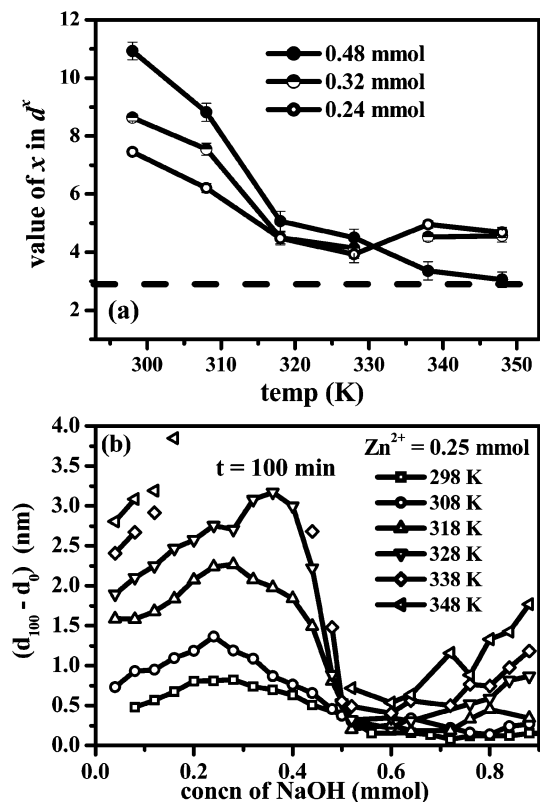 12
10
8
6
4
2
value of x in d^x
0.48 mmol
0.32 mmol
0.24 mmol
(a)
300 310 320 330 340 350
temp (K)
4.0
3.5
3.0
2.5
2.0
1.5
1.0
0.5
0.0
(d100 - d0) (nm)
(b)
Zn2+ = 0.25 mmol
t = 100 min
298 K
308 K
318 K
328 K
338 K
348 K
0.0 0.2 0.4 0.6 0.8
concn of NaOH (mmol)